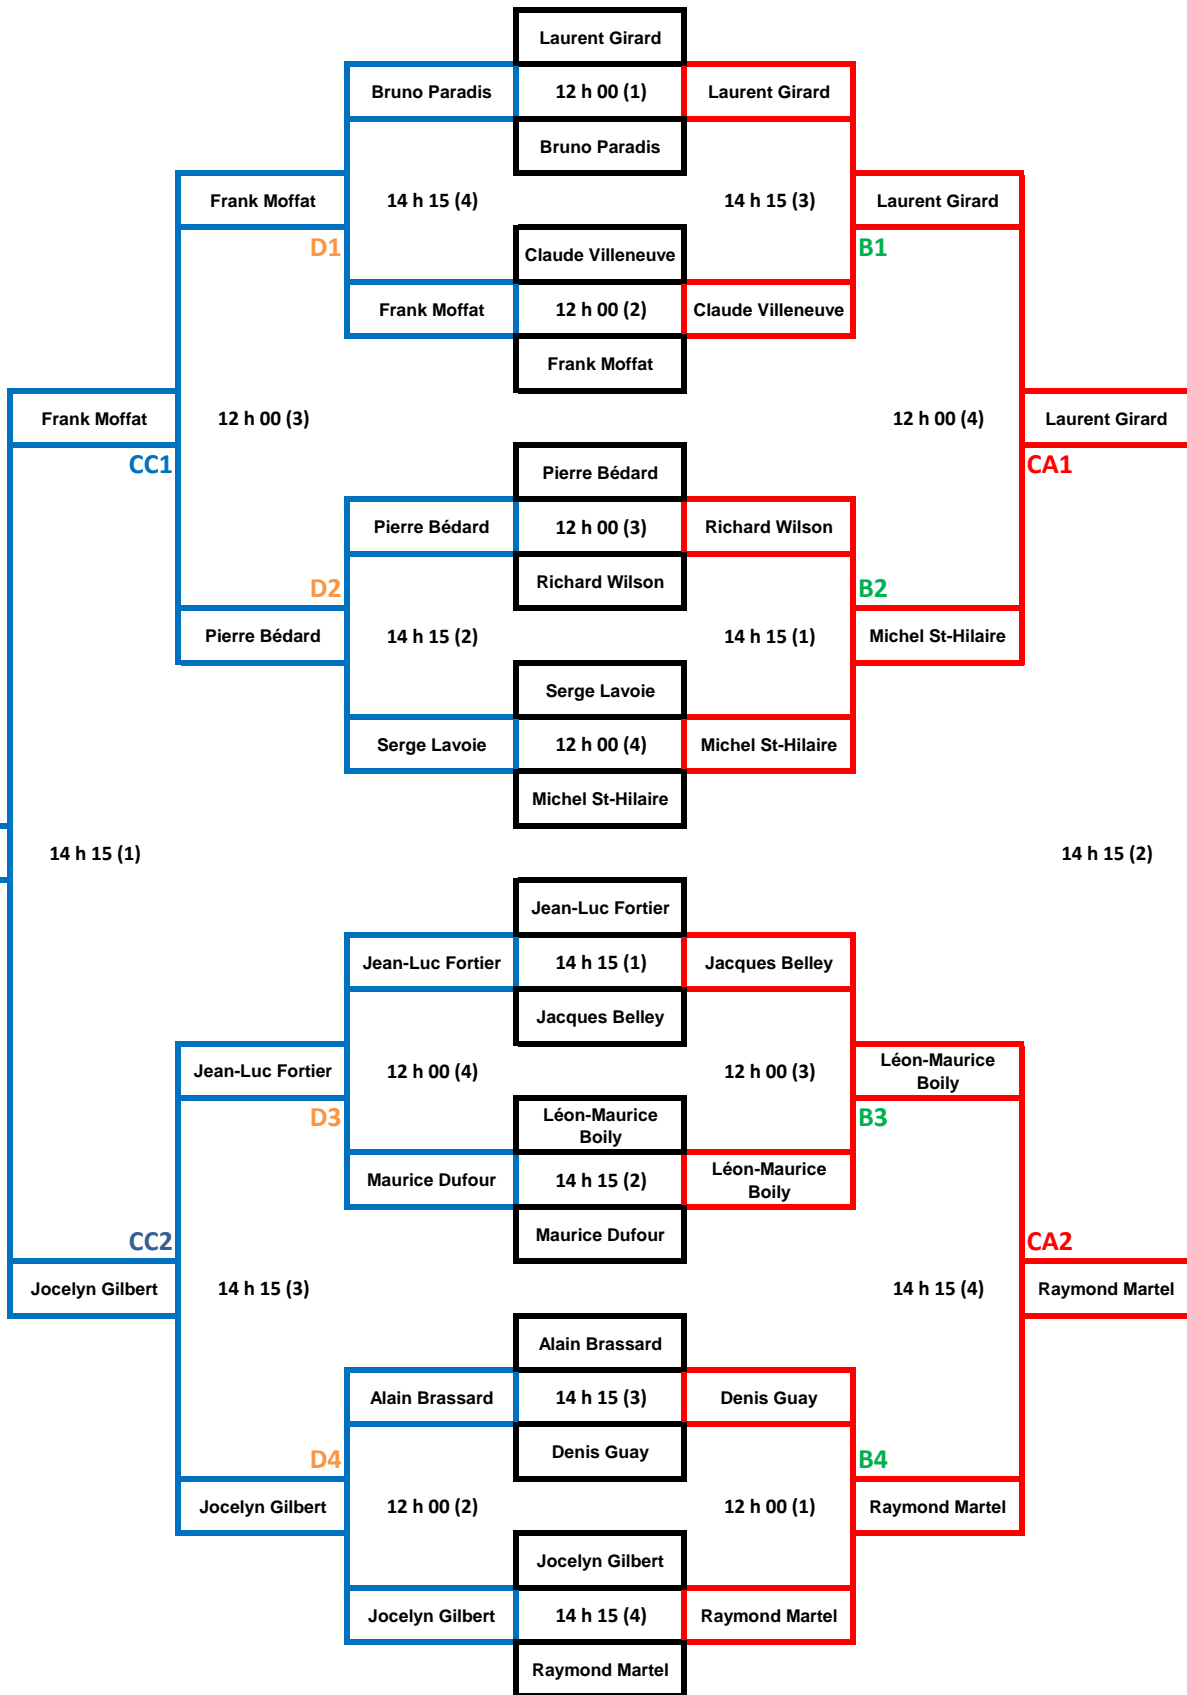 Laurent Girard
Bruno Paradis
12 h 00 (1)
Laurent Girard
Bruno Paradis
Frank Moffat
14 h 15 (4)
14 h 15 (3)
Laurent Girard
D1
Claude Villeneuve
B1
Frank Moffat
12 h 00 (2)
Claude Villeneuve
Frank Moffat
Frank Moffat
12 h 00 (3)
12 h 00 (4)
Laurent Girard
CC1
Pierre Bédard
CA1
Pierre Bédard
12 h 00 (3)
Richard Wilson
D2
Richard Wilson
B2
Pierre Bédard
14 h 15 (2)
14 h 15 (1)
Michel St-Hilaire
Serge Lavoie
Serge Lavoie
12 h 00 (4)
Michel St-Hilaire
Michel St-Hilaire
14 h 15 (1)
14 h 15 (2)
Jean-Luc Fortier
Jean-Luc Fortier
14 h 15 (1)
Jacques Belley
Jacques Belley
Jean-Luc Fortier
12 h 00 (4)
12 h 00 (3)
Léon-Maurice
Boily
D3
Léon-Maurice
Boily
B3
Maurice Dufour
14 h 15 (2)
Léon-Maurice
Boily
Maurice Dufour
CC2
CA2
Jocelyn Gilbert
14 h 15 (3)
14 h 15 (4)
Raymond Martel
Alain Brassard
Alain Brassard
14 h 15 (3)
Denis Guay
D4
Denis Guay
B4
Jocelyn Gilbert
12 h 00 (2)
12 h 00 (1)
Raymond Martel
Jocelyn Gilbert
Jocelyn Gilbert
14 h 15 (4)
Raymond Martel
Raymond Martel